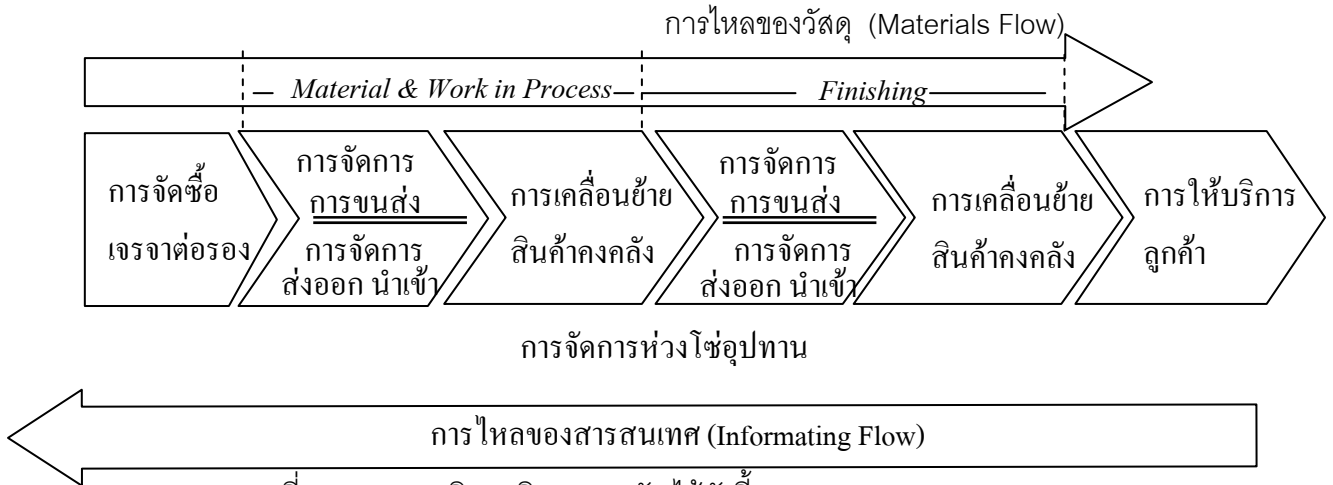 การไหลของวัสดุ (Materials Flow)
Material & Work in Process
Finishing
การจัดซื้อ
เจรจาต่อรอง
การจัดการ
การขนส่ง
การจัดการ
ส่งออก นำเข้า
การเคลื่อนย้าย
สินค้าคงคลัง
การจัดการ
การขนส่ง
การจัดการ
ส่งออก นำเข้า
การเคลื่อนย้าย
สินค้าคงคลัง
การให้บริการ
ลูกค้า
การจัดการห่วงโซ่อุปทาน
การไหลของสารสนเทศ (Informating Flow)